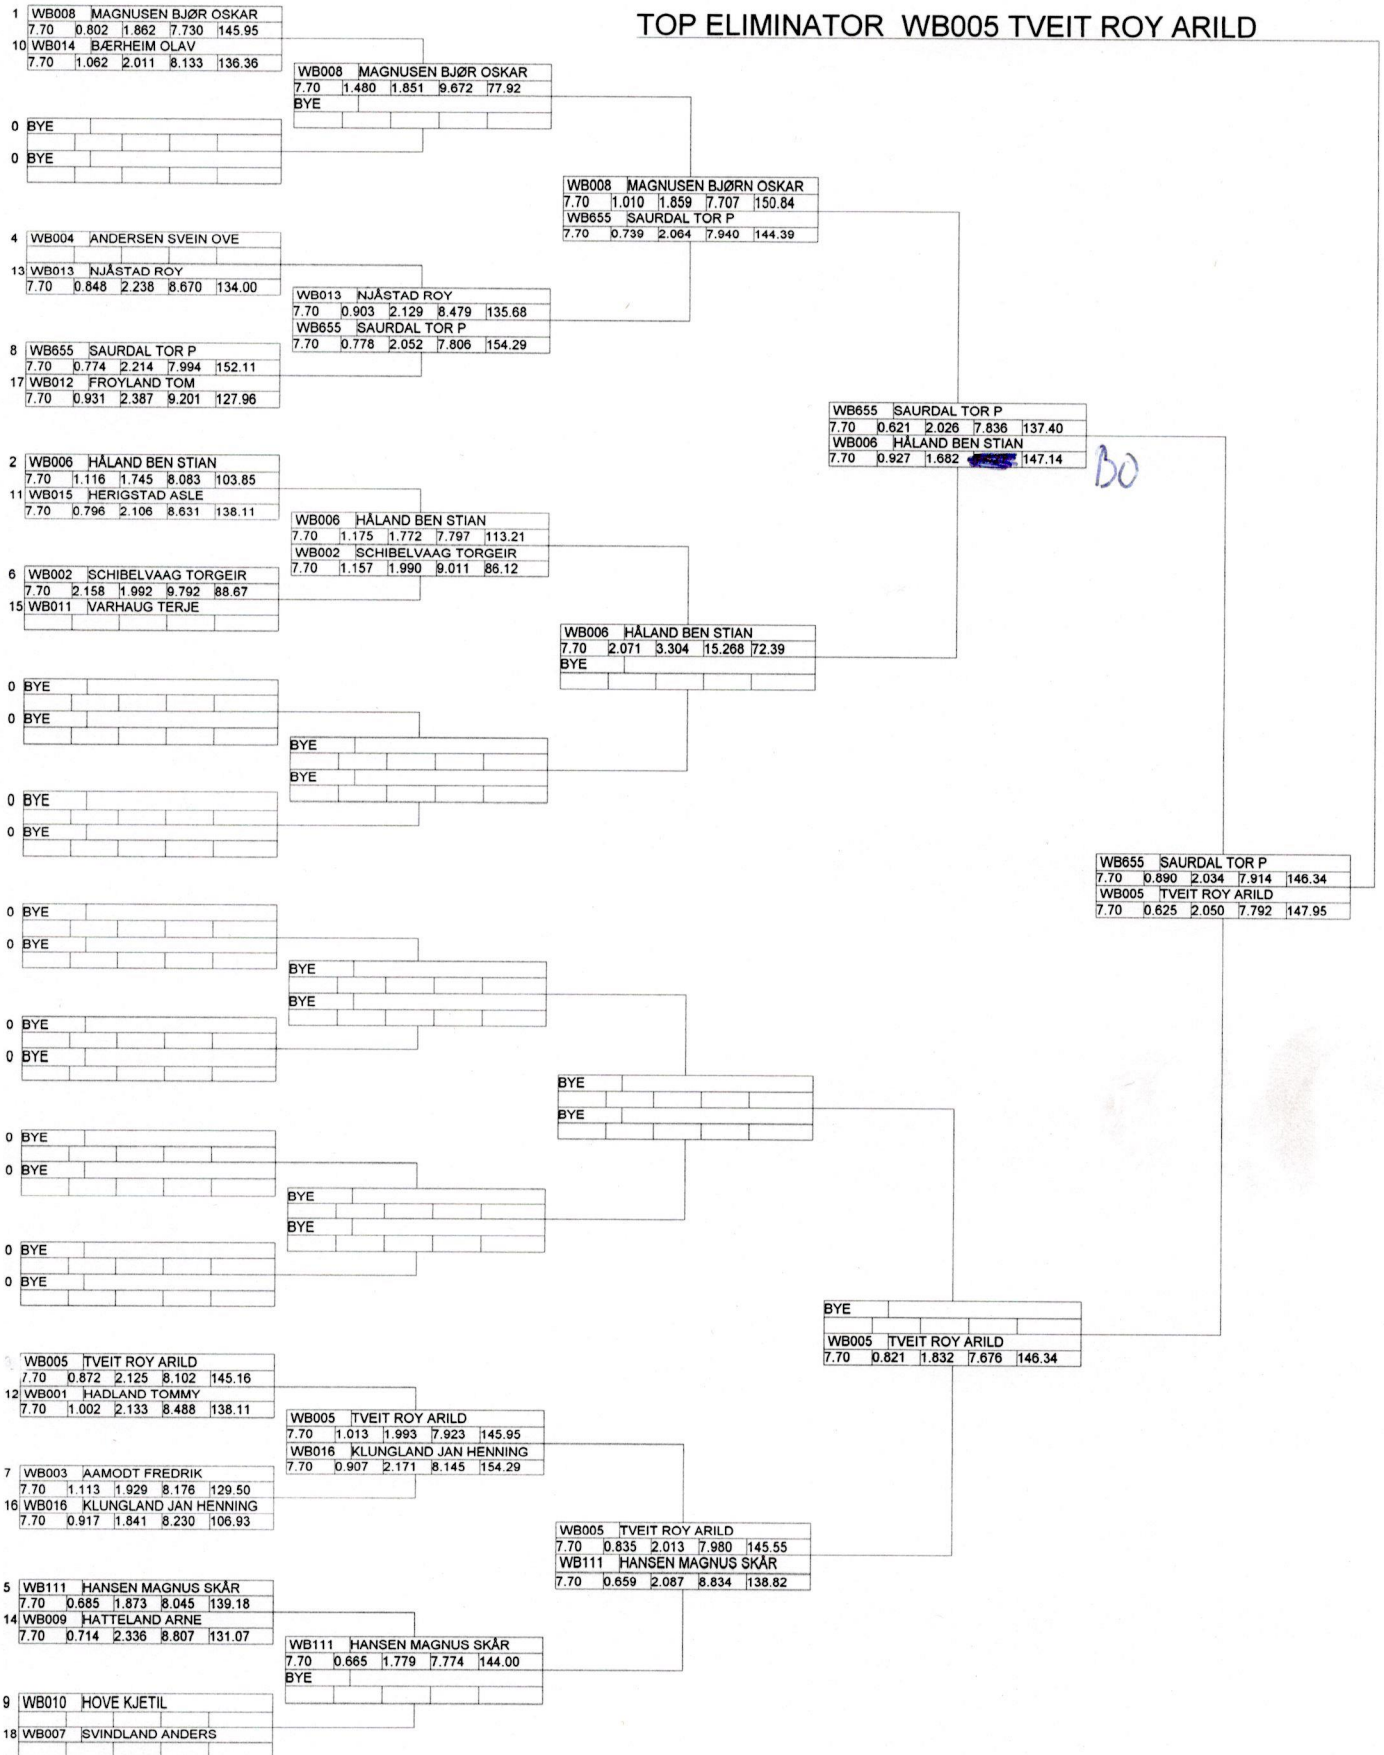 TOP ELIMINATOR WB005 TVEIT ROY ARILD
1 WB008 MAGNUSEN BJØR OSKAR
7.70 0.802 1.862 7.730 145.95
10 WB014 BÆRHEIM OLAV
7.70 1.062 2.011 8.133 136.36
0 BYE
0 BYE
4 WB004 ANDERSEN SVEIN OVE
13 WB013 NJÅSTAD ROY
7.70 0.848 2.238 8.670 134.00
8 WB655 SAURDAL TOR P
7.70 0.774 2.214 7.994 152.11
17 WB012 FROYLAND TOM
7.70 0.931 2.387 9.201 127.96
2 WB006 HÅLAND BEN STIAN
7.70 1.116 1.745 8.083 103.85
11 WB015 HERIGSTAD ASLE
7.70 0.796 2.106 8.631 138.11
6 WB002 SCHIBELVAAG TORGEIR
7.70 2.158 1.992 9.792 88.67
15 WB011 VARHAUG TERJE
0 BYE
0 BYE
0 BYE
0 BYE
0 BYE
0 BYE
0 BYE
0 BYE
0 BYE
0 BYE
0 BYE
0 BYE
WB005 TVEIT ROY ARILD
7.70 0.872 2.125 8.102 145.16
12 WB001 HADLAND TOMMY
7.70 1.002 2.133 8.488 138.11
7 WB003 AAMODT FREDRIK
7.70 1.113 1.929 8.176 129.50
16 WB016 KLUNGLAND JAN HENNING
7.70 0.917 1.841 8.230 106.93
5 WB111 HANSEN MAGNUS SKÅR
7.70 0.685 1.873 8.045 139.18
14 WB009 HATTELAND ARNE
7.70 0.714 2.336 8.807 131.07
9 WB010 HOVE KJETIL
18 WB007 SVINDLAND ANDERS
WB008 MAGNUSEN BJØR OSKAR
7.70 1.480 1.851 9.672 77.92
BYE
WB013 NJÅSTAD ROY
7.70 0.903 2.129 8.479 135.68
WB655 SAURDAL TOR P
7.70 0.778 2.052 7.806 154.29
WB006 HÅLAND BEN STIAN
7.70 1.175 1.772 7.797 113.21
WB002 SCHIBELVAAG TORGEIR
7.70 1.157 1.990 9.011 86.12
BYE
BYE
BYE
BYE
BYE
BYE
WB005 TVEIT ROY ARILD
7.70 1.013 1.993 7.923 145.95
WB016 KLUNGLAND JAN HENNING
7.70 0.907 2.171 8.145 154.29
WB111 HANSEN MAGNUS SKÅR
7.70 0.665 1.779 7.774 144.00
BYE
WB008 MAGNUSEN BJØRN OSKAR
7.70 1.010 1.859 7.707 150.84
WB655 SAURDAL TOR P
7.70 0.739 2.064 7.940 144.39
WB006 HÅLAND BEN STIAN
7.70 2.071 3.304 15.268 72.39
BYE
BYE
BYE
WB005 TVEIT ROY ARILD
7.70 0.835 2.013 7.980 145.55
WB111 HANSEN MAGNUS SKÅR
7.70 0.659 2.087 8.834 138.82
WB655 SAURDAL TOR P
7.70 0.621 2.026 7.836 137.40
WB006 HÅLAND BEN STIAN
7.70 0.927 1.682 147.14
BO
BYE
WB005 TVEIT ROY ARILD
7.70 0.821 1.832 7.676 146.34
WB655 SAURDAL TOR P
7.70 0.890 2.034 7.914 146.34
WB005 TVEIT ROY ARILD
7.70 0.625 2.050 7.792 147.95